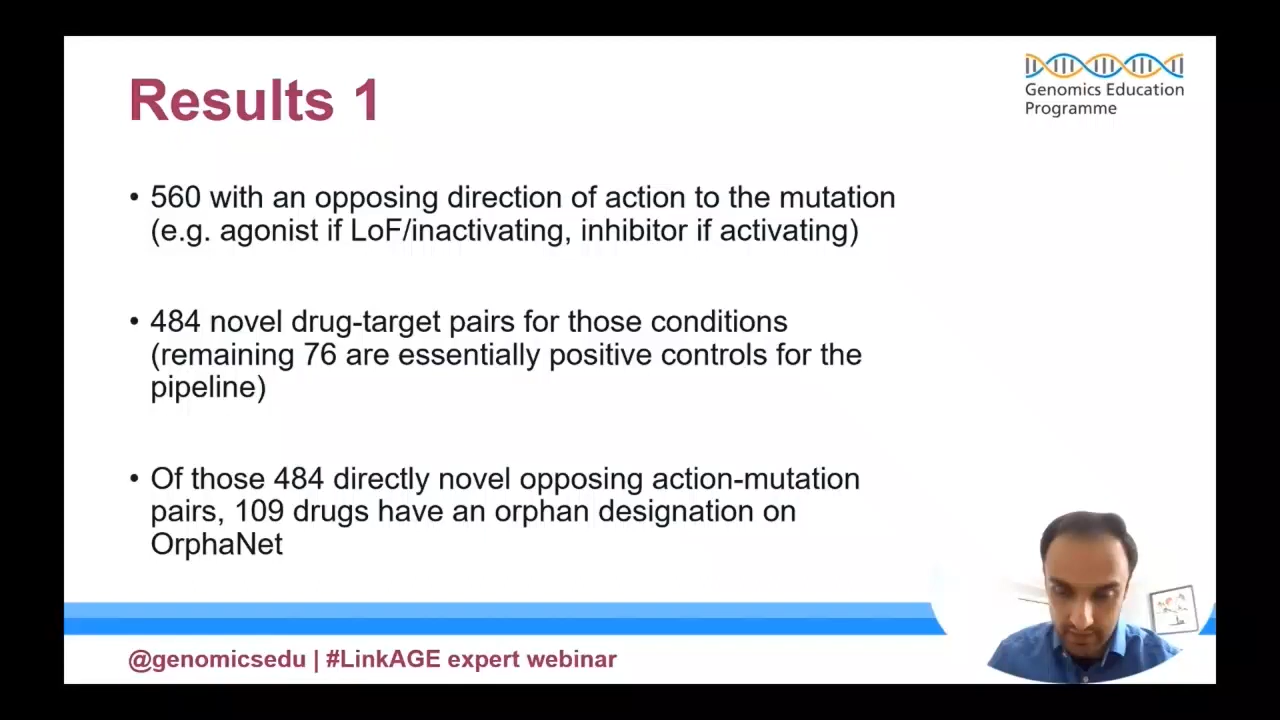 Results 1
Genomics Education
Programme
• 560 with an opposing direction of action to the mutation
(e.g. agonist if LoF/inactivating, inhibitor if activating)
• 484 novel drug-target pairs for those conditions
(remaining 76 are essentially positive controls for the
pipeline)
• Of those 484 directly novel opposing action-mutation
pairs, 109 drugs have an orphan designation on
OrphaNet
@genomicsedu | #LinkAGE expert webinar